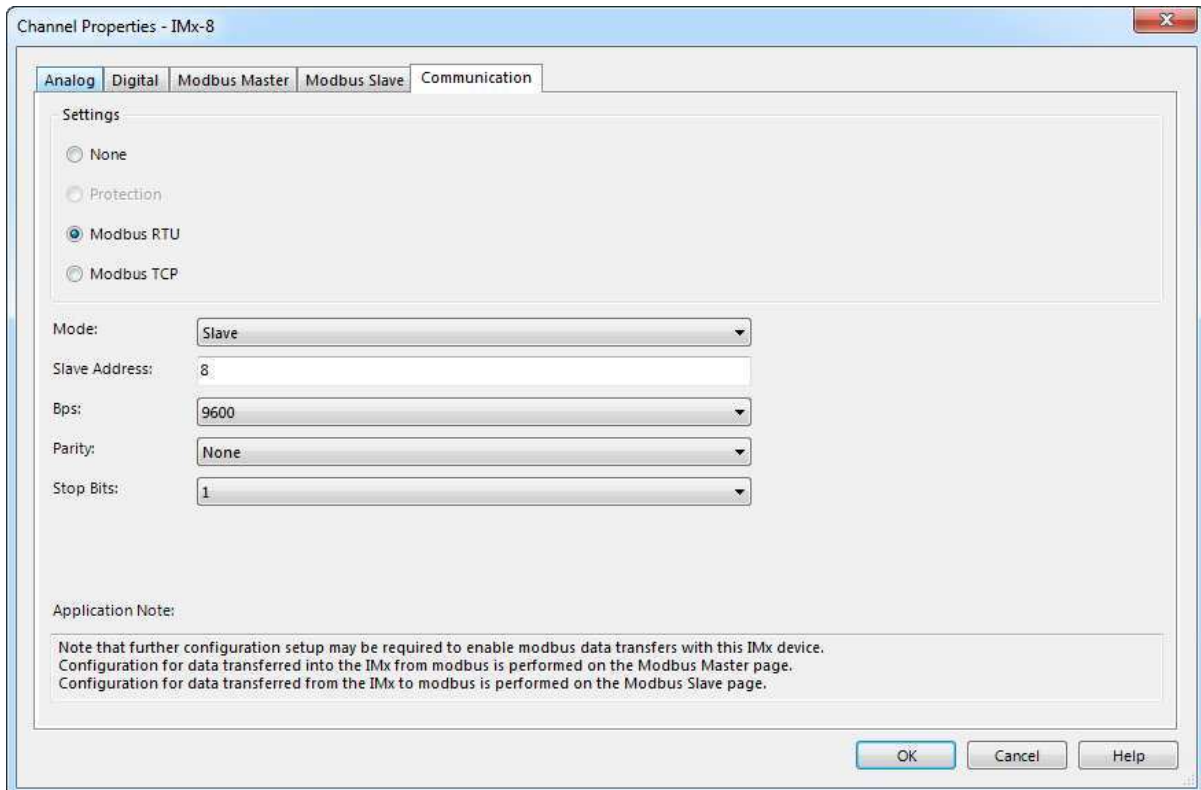 Channel Properties - IMx-8
Analog Digital Modbus Master Modbus Slave Communication
Settings
None
Protection
Modbus RTU
Modbus TCP
Mode: Slave
Slave Address: 8
Bps: 9600
Parity: None
Stop Bits: 1
Application Note:
Note that further configuration setup may be required to enable modbus data transfers with this IMx device.
Configuration for data transferred into the IMx from modbus is performed on the Modbus Master page.
Configuration for data transferred from the IMx to modbus is performed on the Modbus Slave page.
OK Cancel Help